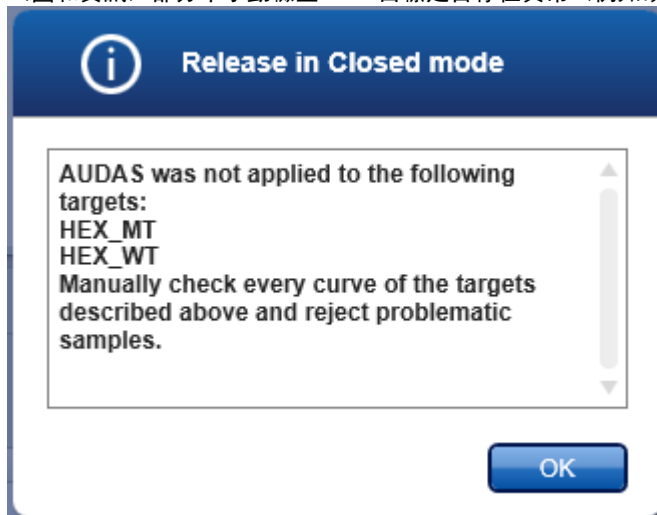 Release in Closed mode
AUDAS was not applied to the following
targets:
HEX_MT
HEX_WT
Manually check every curve of the targets
described above and reject problematic
samples.
OK